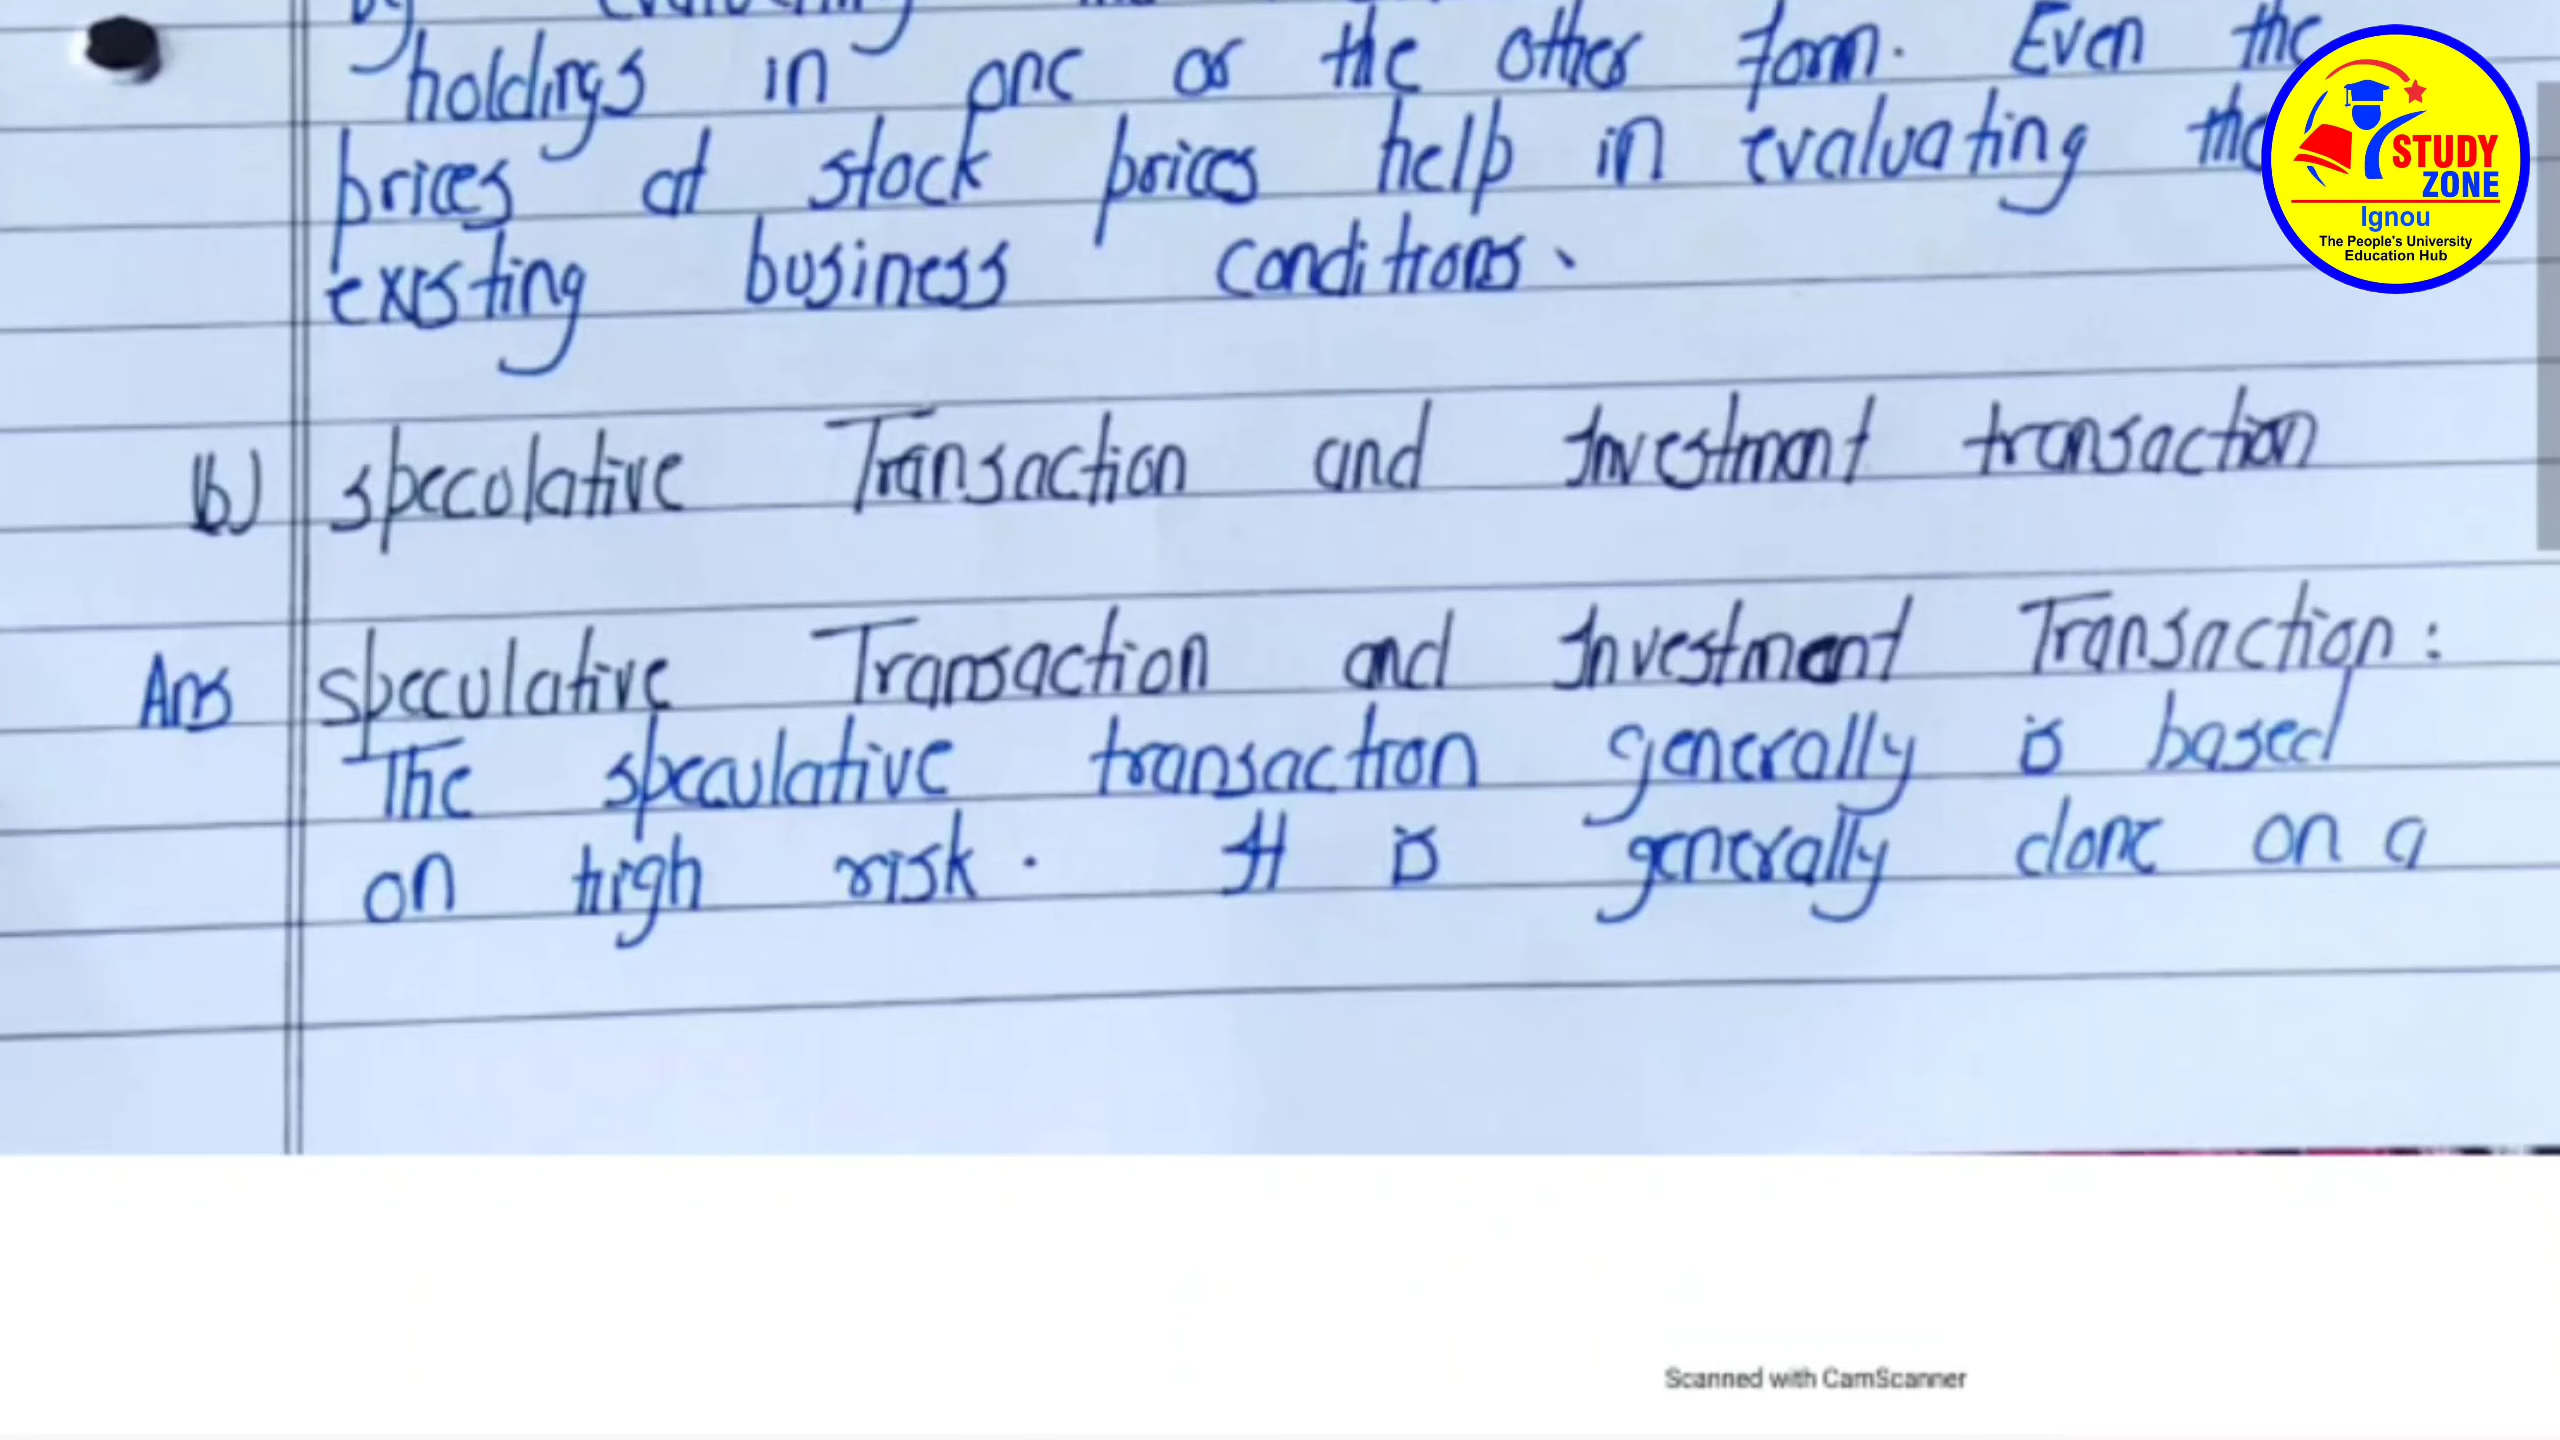 by evaluating
holdings in one or the other form. Even the
prices at stock prices help in evaluating the
existing business conditions.
b) speculative Transaction and Investment transaction
Ans speculative Transaction and Investment Transaction:
The speculative transaction generally is based
on high risk. It is generally done on a
STUDY
ZONE
Ignou
The People's University
Education Hub
Scanned with CamScanner